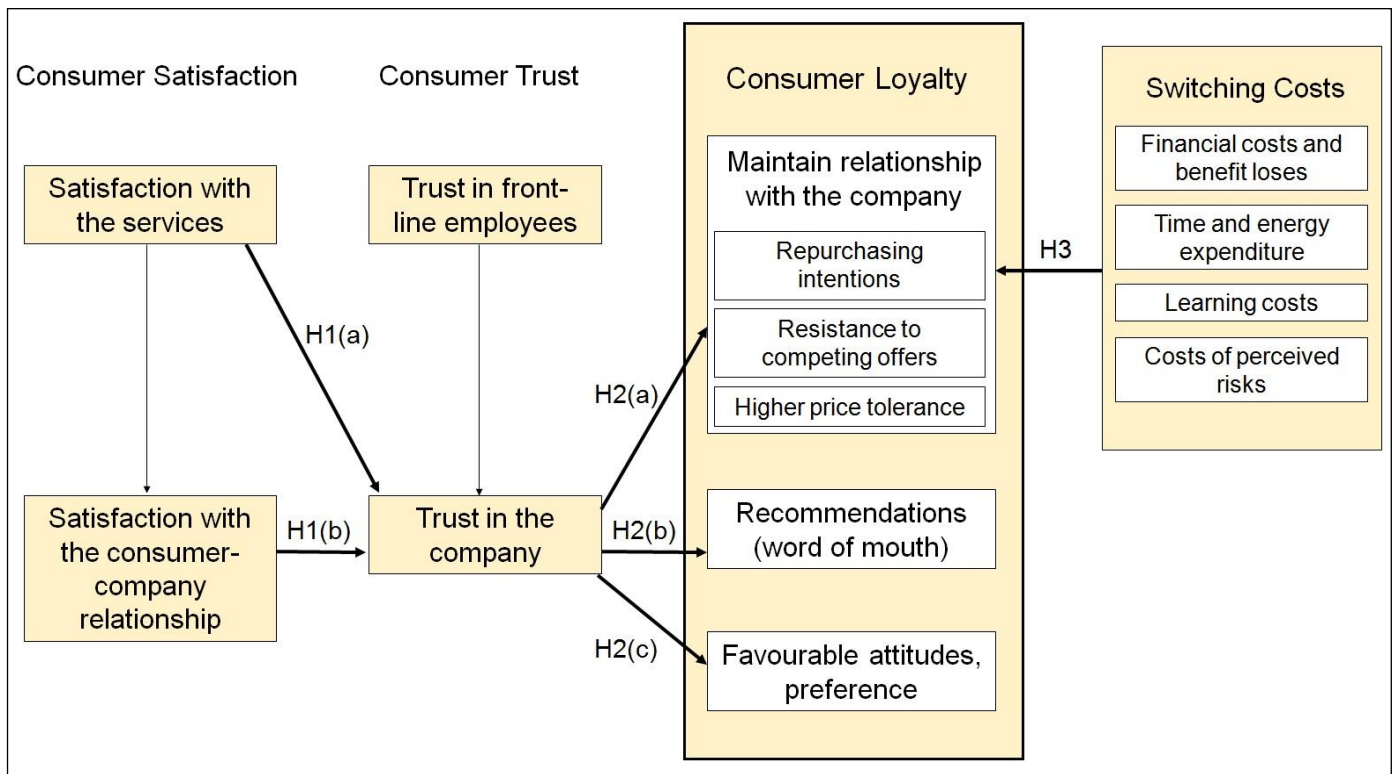 Consumer Satisfaction
Satisfaction with
the services
H1(a)
Satisfaction with
the consumer-
company
relationship
H1(b)
Consumer Trust
Trust in front-
line employees
Trust in the
company
H2(a)
H2(b)
H2(c)
Consumer Loyalty
Maintain relationship
with the company
Repurchasing
intentions
Resistance to
competing offers
Higher price tolerance
Recommendations
(word of mouth)
Favourable attitudes,
preference
H3
Switching Costs
Financial costs and
benefit loses
Time and energy
expenditure
Learning costs
Costs of perceived
risks